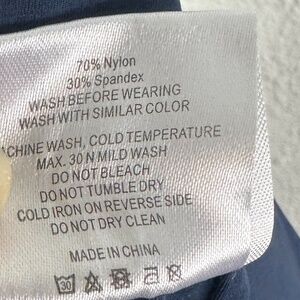 70% Nylon
30% Spandex
WASH BEFORE WEARING
WASH WITH SIMILAR COLOR
CHINE WASH, COLD TEMPERATURE
MAX. 30 N MILD WASH
DO NOT BLEACH
DO NOT TUMBLE DRY
COLD IRON ON REVERSE SIDE
DO NOT DRY CLEAN
MADE IN CHINA
30